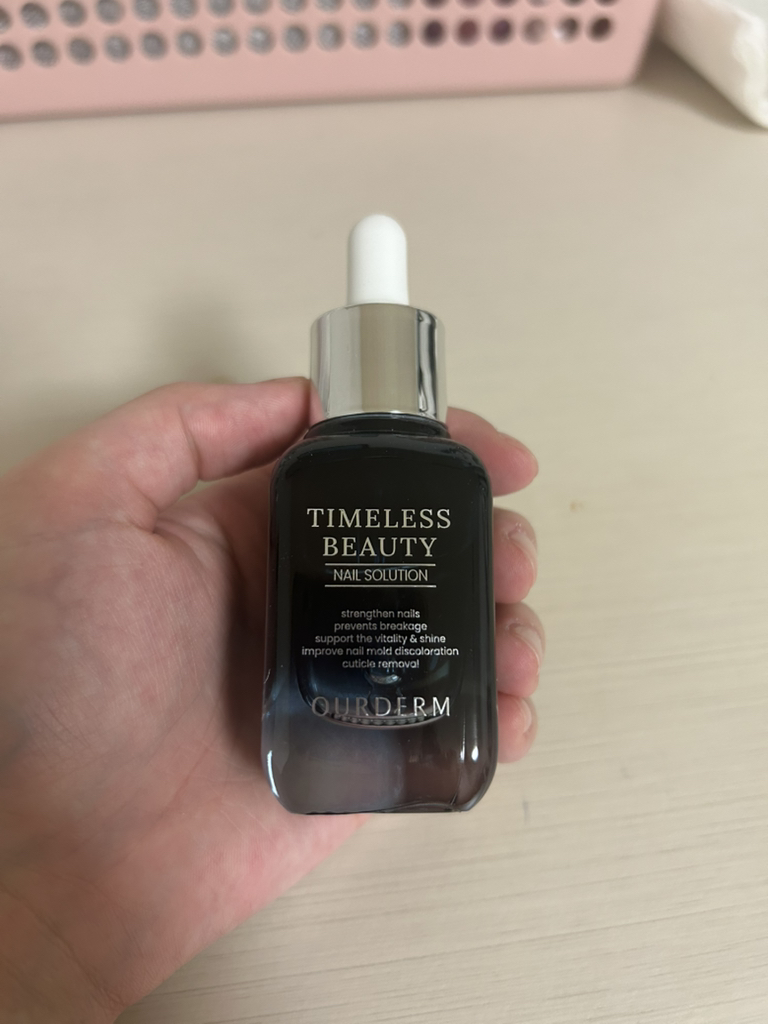 TIMELESS
BEAUTY
NAIL SOLUTION
strengthen nails
prevents breakage
support the vitality & shine
improve nail mold discoloration
cuticle removal
OURDERM